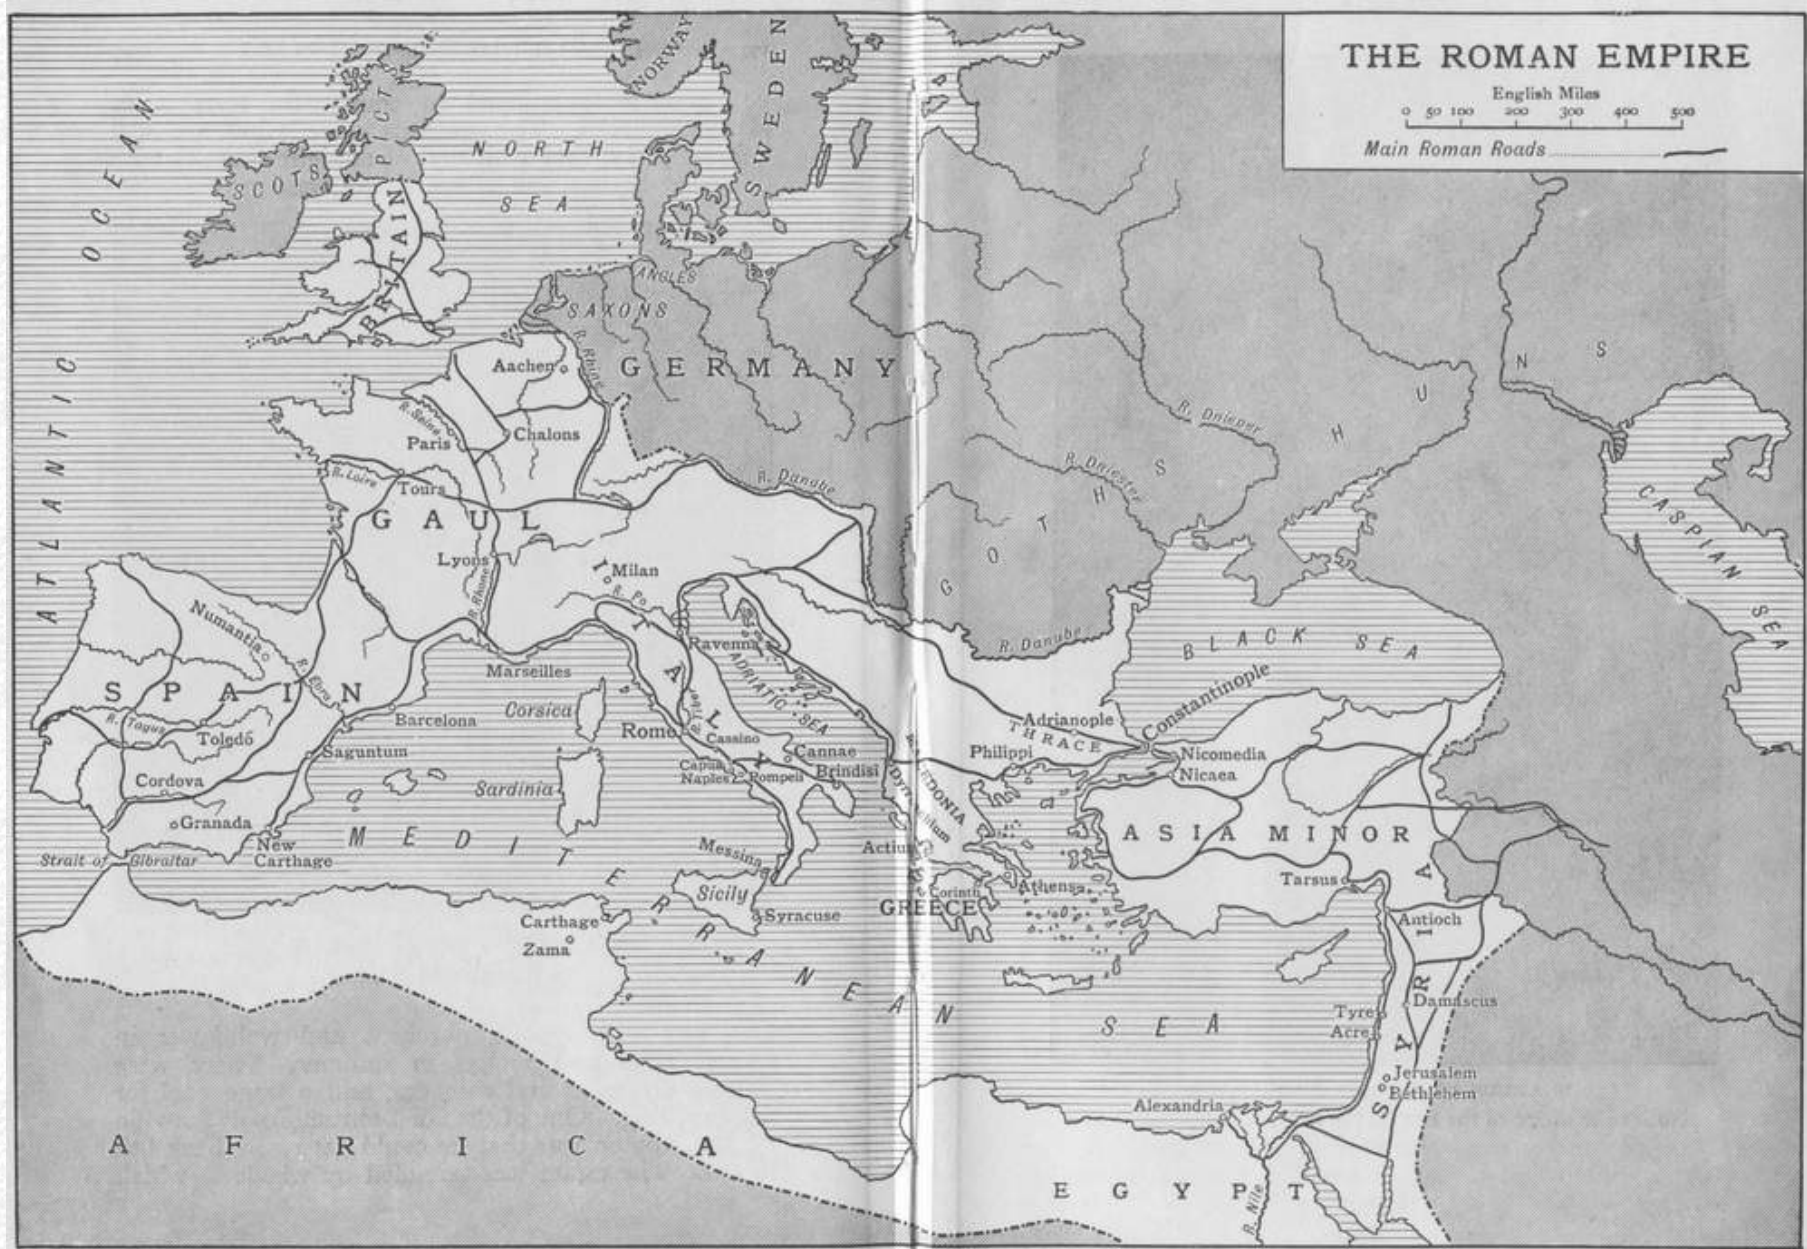 THE ROMAN EMPIRE
English Miles
0 50 100 200 300 400 500
Main Roman Roads
ATLANTIC OCEAN
NORWAY
SWEDEN
PICTS
SCOTS
NORTH SEA
BRITAIN
ANGLES
SAXONS
R. Rhine
GERMANY
HUNS
Aachen
R. Seine
Paris
Chalons
R. Dnieper
R. Loire
Tours
R. Danube
R. Dniester
GOTHS
GAUL
CASPIAN SEA
Lyons
R. Rhone
Milan
R. Po
ITALY
Numantia
R. Ebro
Ravenna
R. Danube
BLACK SEA
Marseilles
ADRIATIC SEA
SPAIN
R. Tagus
Toledo
Barcelona
Corsica
Rome
R. Tiber
Cassino
Adrianople
Constantinople
THRACE
Saguntum
Cannae
Philippi
Nicomedia
Cordova
Sardinia
Capua
Naples
Pompeii
Brindisi
Nicaea
Granada
New
Carthage
Strait of Gibraltar
MEDITERRANEAN SEA
Messina
Actium
ASIA MINOR
Sicily
Corinth
Athens
Tarsus
GREECE
Carthage
Syracuse
Antioch
Zama
SYRIA
Damascus
Tyre
Acre
Jerusalem
Bethlehem
Alexandria
AFRICA
EGYPT
R. Nile